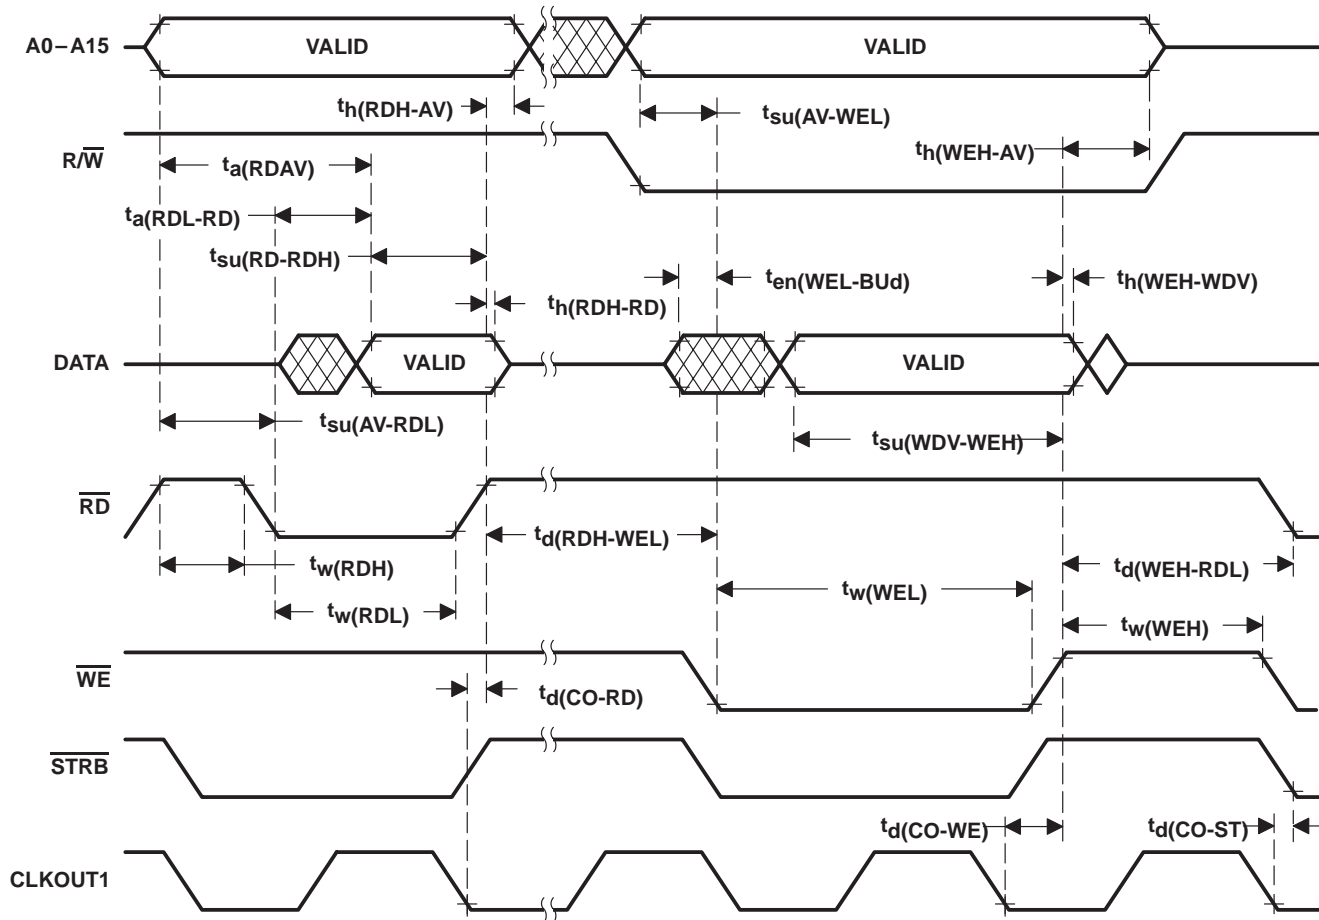 A0–A15
VALID
VALID
th(RDH-AV)
tsu(AV-WEL)
R/W̅
ta(RDAV)
th(WEH-AV)
ta(RDL-RD)
tsu(RD-RDH)
th(RDH-RD)
ten(WEL-BUd)
th(WEH-WDV)
DATA
VALID
VALID
tsu(AV-RDL)
tsu(WDV-WEH)
R̅D̅
td(RDH-WEL)
tw(RDH)
td(WEH-RDL)
tw(RDL)
tw(WEL)
tw(WEH)
W̅E̅
td(CO-RD)
S̅T̅R̅B̅
td(CO-WE)
td(CO-ST)
CLKOUT1